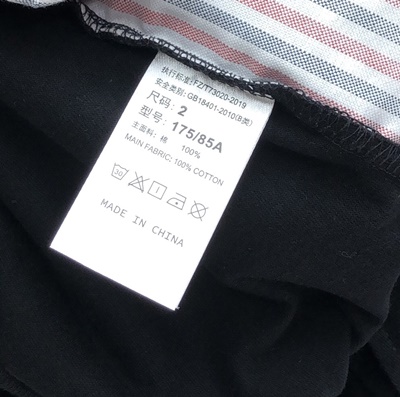 执行标准: FZ/T73020-2019
安全类别: GB18401-2010(B类)
尺码: 2
型号: 175/85A
主面料: 棉 100%
MAIN FABRIC: 100% COTTON
30
MADE IN CHINA